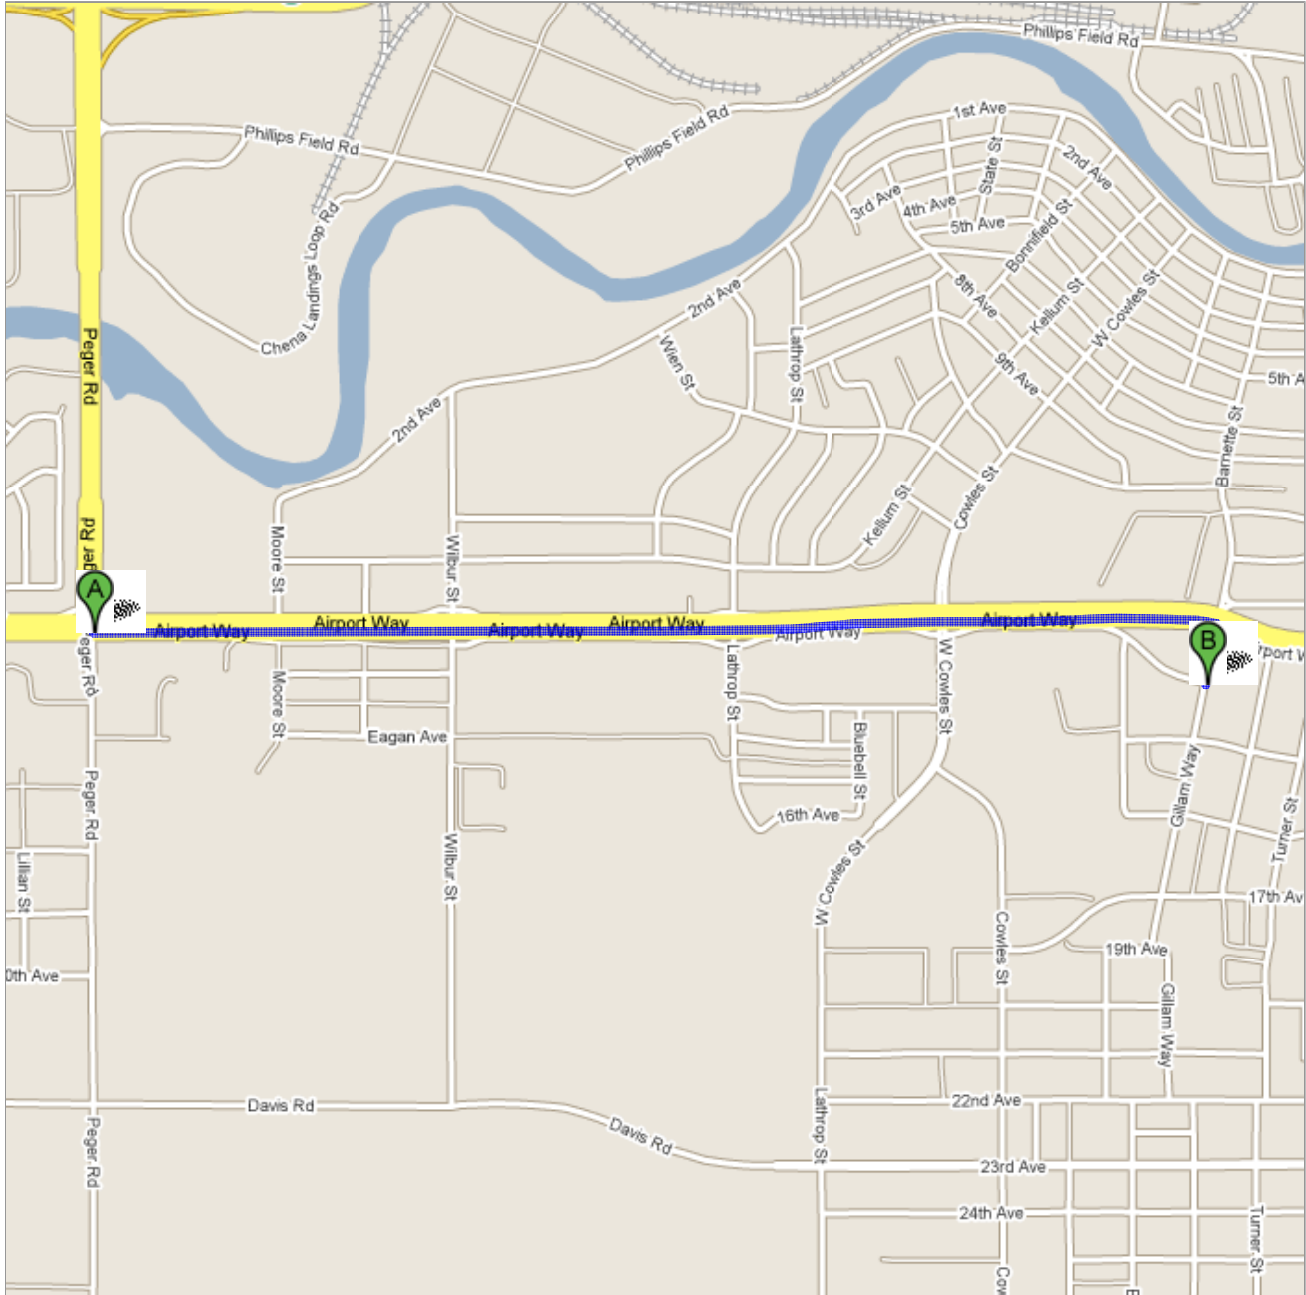 Phillips Field Rd
1st Ave
Phillips Field Rd
Phillips Field Rd
State St
2nd Ave
3rd Ave
4th Ave
5th Ave
Bonnifield St
Chena Landings Loop Rd
8th Ave
Kellum St
W Cowles St
2nd Ave
Peger Rd
Lathrop St
Wien St
9th Ave
5th A
2nd Ave
Barnette St
Cowles St
Kellum St
ger Rd
Moore St
Wilbur St
A
Airport Way
Airport Way
Airport Way
Airport Way
Airport Way
Airport Way
B
rport W
eger Rd
Moore St
Lathrop St
W Cowles St
Eagan Ave
Bluebell St
Gillam Way
Peger Rd
16th Ave
Turner St
Wilbur St
Lillian St
W Cowles St
17th Av
Cowles St
19th Ave
0th Ave
Gillam Way
Davis Rd
22nd Ave
Lathrop St
Davis Rd
Peger Rd
23rd Ave
24th Ave
Turner St
Cow
E